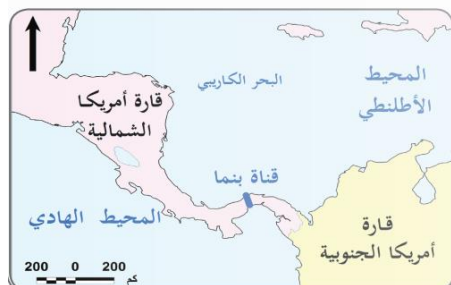 البحر الكاريبي
المحيط
الأطلنطي
قارة أمريكا
الشمالية
قناة بنما
المحيط الهادي
قارة
أمريكا الجنوبية
200 0 200
كم